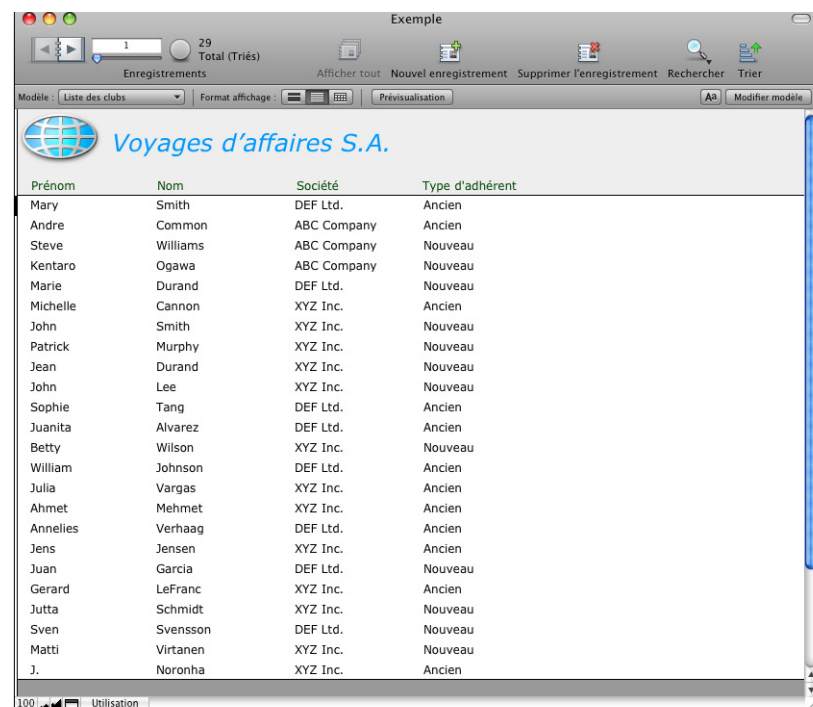 Exemple
1
29
Total (Triés)
Enregistrements
Afficher tout
Nouvel enregistrement
Supprimer l'enregistrement
Rechercher
Trier
Modèle : Liste des clubs
Format affichage :
Prévisualisation
Aa
Modifier modèle
Voyages d'affaires S.A.
Prénom Nom Société Type d'adhérent
Mary Smith DEF Ltd. Ancien
Andre Common ABC Company Ancien
Steve Williams ABC Company Nouveau
Kentaro Ogawa ABC Company Nouveau
Marie Durand DEF Ltd. Nouveau
Michelle Cannon XYZ Inc. Ancien
John Smith XYZ Inc. Nouveau
Patrick Murphy XYZ Inc. Nouveau
Jean Durand XYZ Inc. Nouveau
John Lee XYZ Inc. Nouveau
Sophie Tang DEF Ltd. Ancien
Juanita Alvarez DEF Ltd. Ancien
Betty Wilson XYZ Inc. Nouveau
William Johnson DEF Ltd. Ancien
Julia Vargas XYZ Inc. Ancien
Ahmet Mehmet XYZ Inc. Ancien
Annelies Verhaag DEF Ltd. Ancien
Jens Jensen XYZ Inc. Ancien
Juan Garcia DEF Ltd. Nouveau
Gerard LeFranc XYZ Inc. Ancien
Jutta Schmidt XYZ Inc. Nouveau
Sven Svensson DEF Ltd. Nouveau
Matti Virtanen XYZ Inc. Nouveau
J. Noronha XYZ Inc. Ancien
100 Utilisation